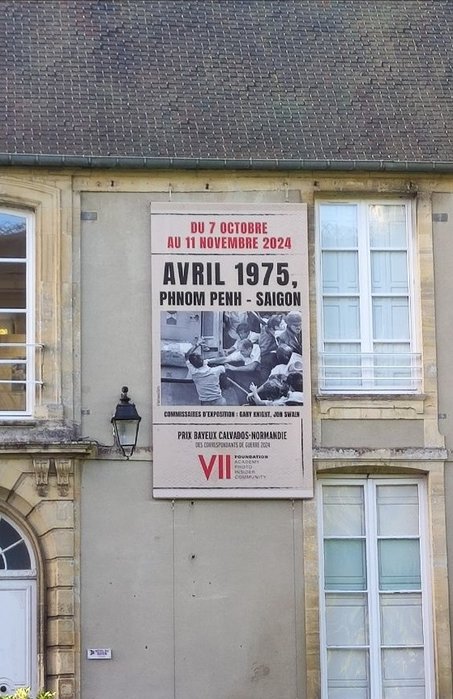 DU 7 OCTOBRE
AU 11 NOVEMBRE 2024
AVRIL 1975,
PHNOM PENH - SAIGON
COMMISSAIRES D'EXPOSITION : GARY KNIGHT, JON SWAIN
PRIX BAYEUX CALVADOS-NORMANDIE
DES CORRESPONDANTS DE GUERRE 2024
VII
FOUNDATION
ACADEMY
PHOTO
INSIDER
COMMUNITY